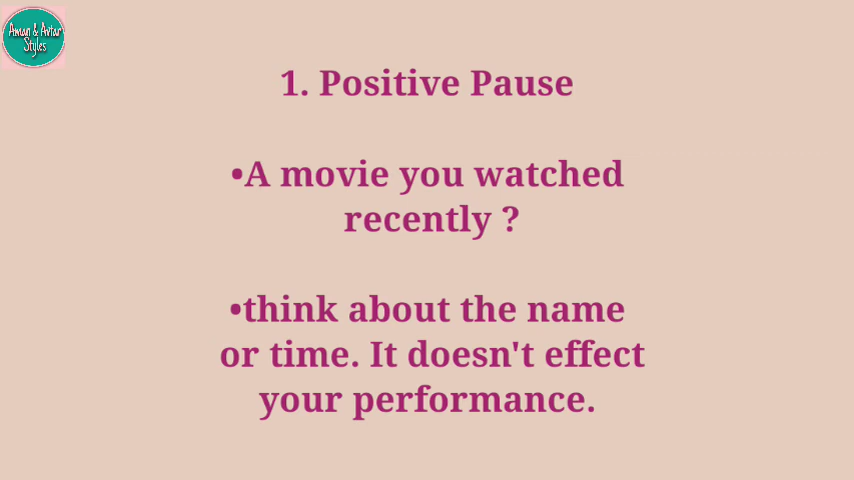 Aman & Avtar
Styles
1. Positive Pause
•A movie you watched
recently ?
•think about the name
or time. It doesn't effect
your performance.